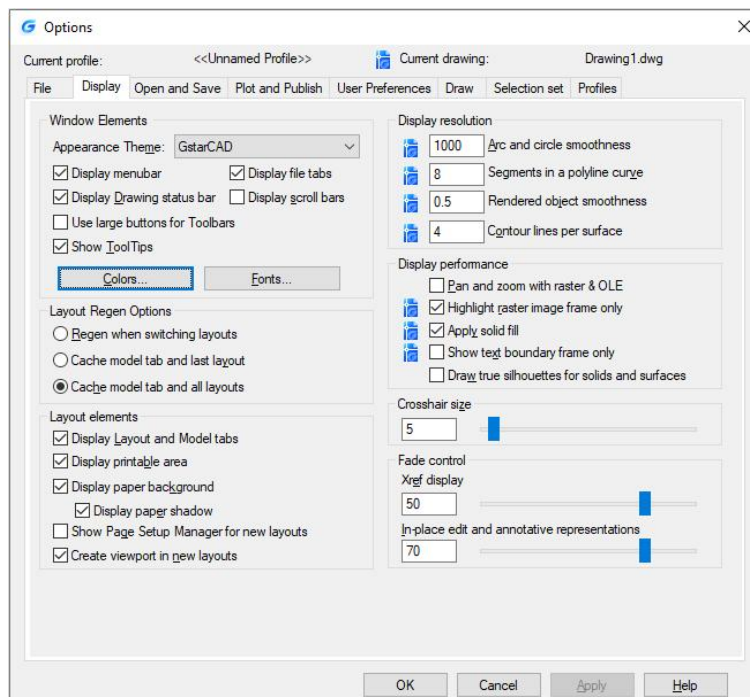 Options
Current profile: <<Unnamed Profile>> Current drawing: Drawing1.dwg
File Display Open and Save Plot and Publish User Preferences Draw Selection set Profiles
Window Elements
Appearance Theme: GstarCAD
Display menubar Display file tabs
Display Drawing status bar Display scroll bars
Use large buttons for Toolbars
Show ToolTips
Colors... Fonts...
Layout Regen Options
Regen when switching layouts
Cache model tab and last layout
Cache model tab and all layouts
Layout elements
Display Layout and Model tabs
Display printable area
Display paper background
Display paper shadow
Show Page Setup Manager for new layouts
Create viewport in new layouts
Display resolution
1000 Arc and circle smoothness
8 Segments in a polyline curve
0.5 Rendered object smoothness
4 Contour lines per surface
Display performance
Pan and zoom with raster & OLE
Highlight raster image frame only
Apply solid fill
Show text boundary frame only
Draw true silhouettes for solids and surfaces
Crosshair size
5
Fade control
Xref display
50
In-place edit and annotative representations
70
OK Cancel Apply Help